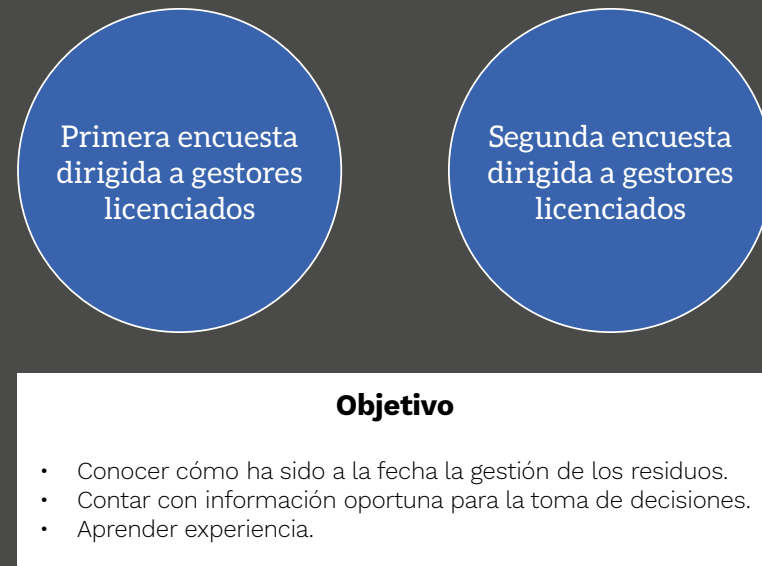 Primera encuesta
dirigida a gestores
licenciados
Segunda encuesta
dirigida a gestores
licenciados
Objetivo
• Conocer cómo ha sido a la fecha la gestión de los residuos.
• Contar con información oportuna para la toma de decisiones.
• Aprender experiencia.